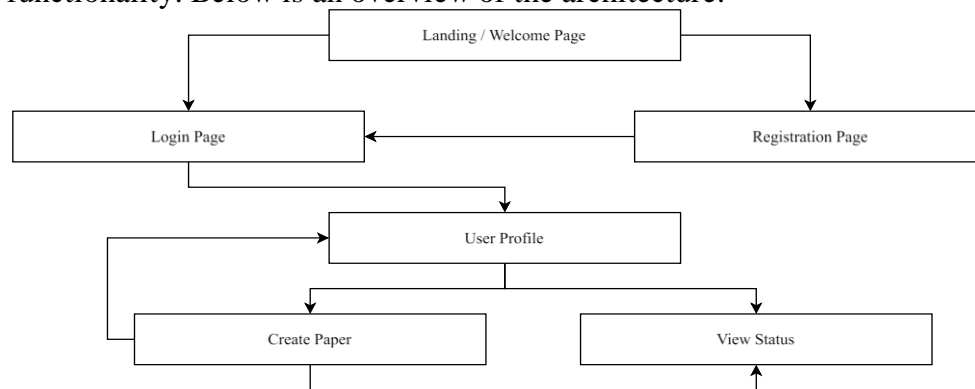 functionality. Below is an overview of the architecture.
Landing / Welcome Page
Login Page
Registration Page
User Profile
Create Paper
View Status